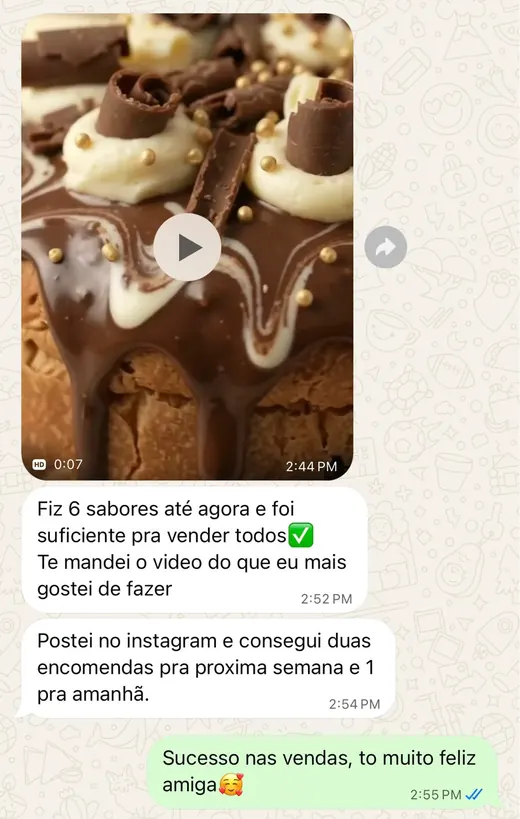 HD 0:07
2:44 PM
Fiz 6 sabores até agora e foi
suficiente pra vender todos✅
Te mandei o video do que eu mais
gostei de fazer
2:52 PM
Postei no instagram e consegui duas
encomendas pra proxima semana e 1
pra amanhã.
2:54 PM
Sucesso nas vendas, to muito feliz
amiga🥰
2:55 PM